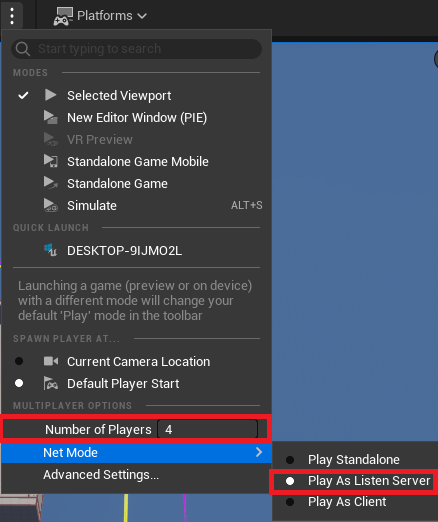 Platforms
Start typing to search
MODES
Selected Viewport
New Editor Window (PIE)
VR Preview
Standalone Game Mobile
Standalone Game
Simulate ALT+S
QUICK LAUNCH
DESKTOP-9IJMO2L
Launching a game (preview or on device)
with a different mode will change your
default 'Play' mode in the toolbar
SPAWN PLAYER AT...
Current Camera Location
Default Player Start
MULTIPLAYER OPTIONS
Number of Players 4
Net Mode
Play Standalone
Advanced Settings...
Play As Listen Server
Play As Client